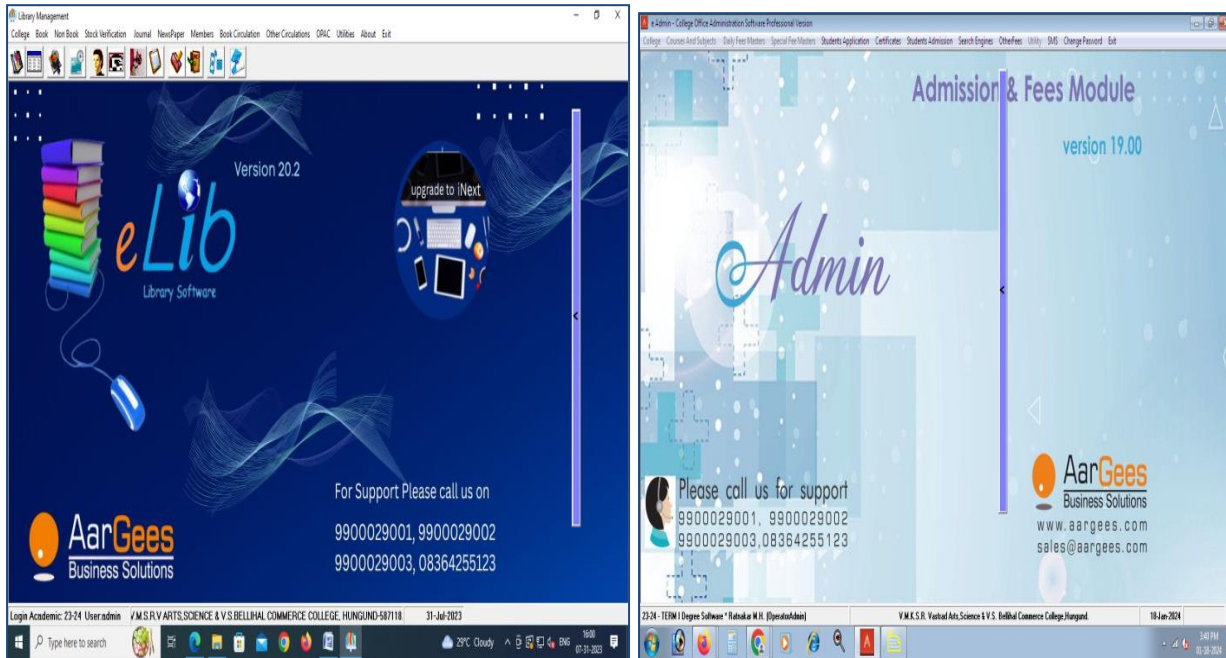 Library Management
College Book Non Book Stock Verification Journal NewsPaper Members Book Circulation Other Circulations OPAC Utilities About Exit
Version 20.2
upgrade to iNext
eLib
Library Software
For Support Please call us on
9900029001, 9900029002
9900029003, 08364255123
AarGees
Business Solutions
Login Academic: 23-24 User:admin V.M.S.R.V ARTS,SCIENCE & V.S.BELLIHAL COMMERCE COLLEGE, HUNGUND-587118 31-Jul-2023
Type here to search 29°C Cloudy ENG 16:00
07-31-2023
e Admin - College Office Administration Software Professional Version
College Courses And Subjects Daily Fees Masters Special Fee Masters Students Application Certificates Students Admission Search Engines OtherFees Utility SMS Change Password Exit
Admission & Fees Module
version 19.00
eAdmin
Please call us for support
9900029001, 9900029002
9900029003,08364255123
AarGees
Business Solutions
www.aargees.com
sales@aargees.com
23-24 - TERM I Degree Software * Ratnakar M.H. (OperatorAdmin) V.M.K.S.R. Vastrad Arts,Science & V.S. Bellihal Commerce College,Hungund. 18-Jan-2024
3:40 PM
01-18-2024